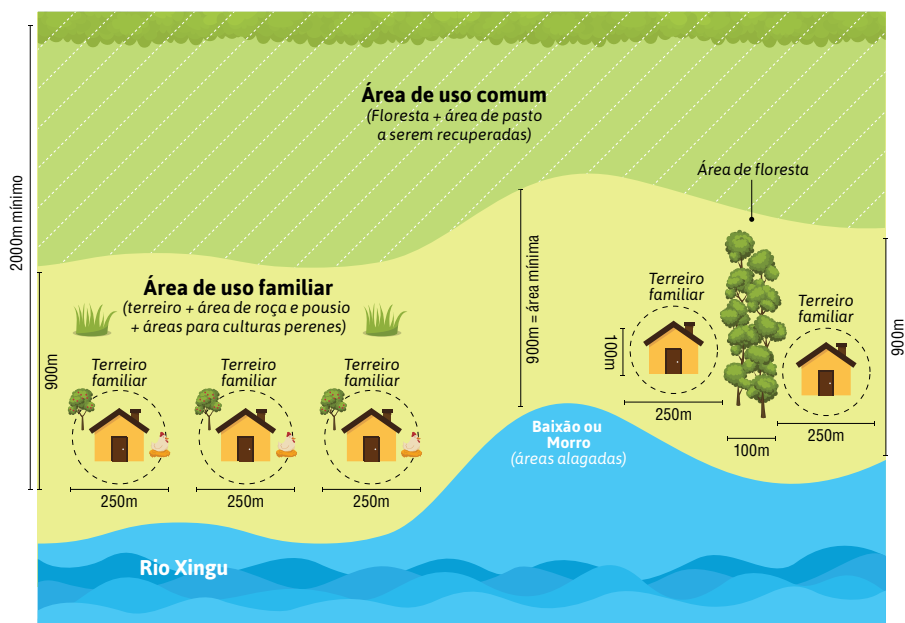 Área de uso comum
(Floresta + área de pasto
a serem recuperadas)
Área de floresta
2000m mínimo
Área de uso familiar
(terreiro + área de roça e pousio
+ áreas para culturas perenes)
900m
900m = área mínima
Terreiro
familiar
100m
250m
Terreiro
familiar
250m
100m
900m
Terreiro
familiar
250m
Terreiro
familiar
250m
Terreiro
familiar
250m
Baixão ou
Morro
(áreas alagadas)
Rio Xingu